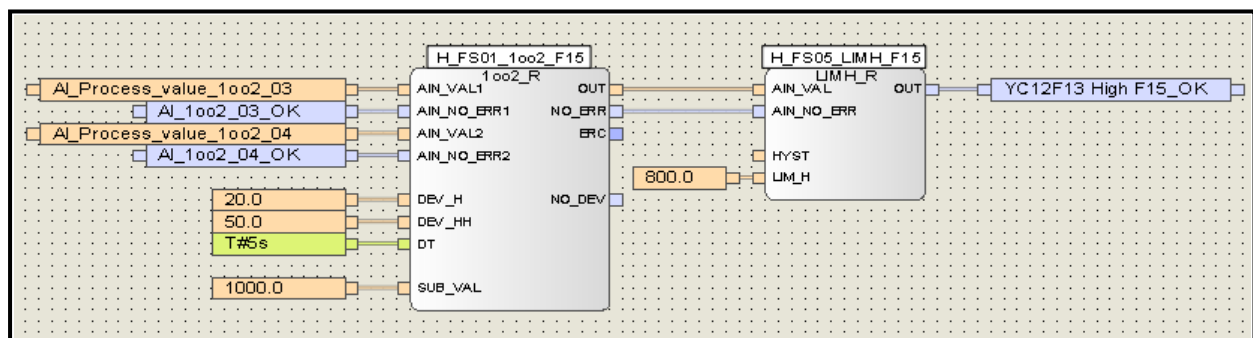 H_FS01_1oo2_F15
H_FS05_LIMH_F15
1oo2_R
LIMH_R
AI_Process_value_1oo2_03
AIN_VAL1
OUT
AIN_VAL
OUT
YC12F13 High F15_OK
AI_1oo2_03_OK
AIN_NO_ERR1
NO_ERR
AIN_NO_ERR
AI_Process_value_1oo2_04
AIN_VAL2
ERC
AI_1oo2_04_OK
AIN_NO_ERR2
HYST
800.0
LIM_H
20.0
DEV_H
NO_DEV
50.0
DEV_HH
T#5s
DT
1000.0
SUB_VAL